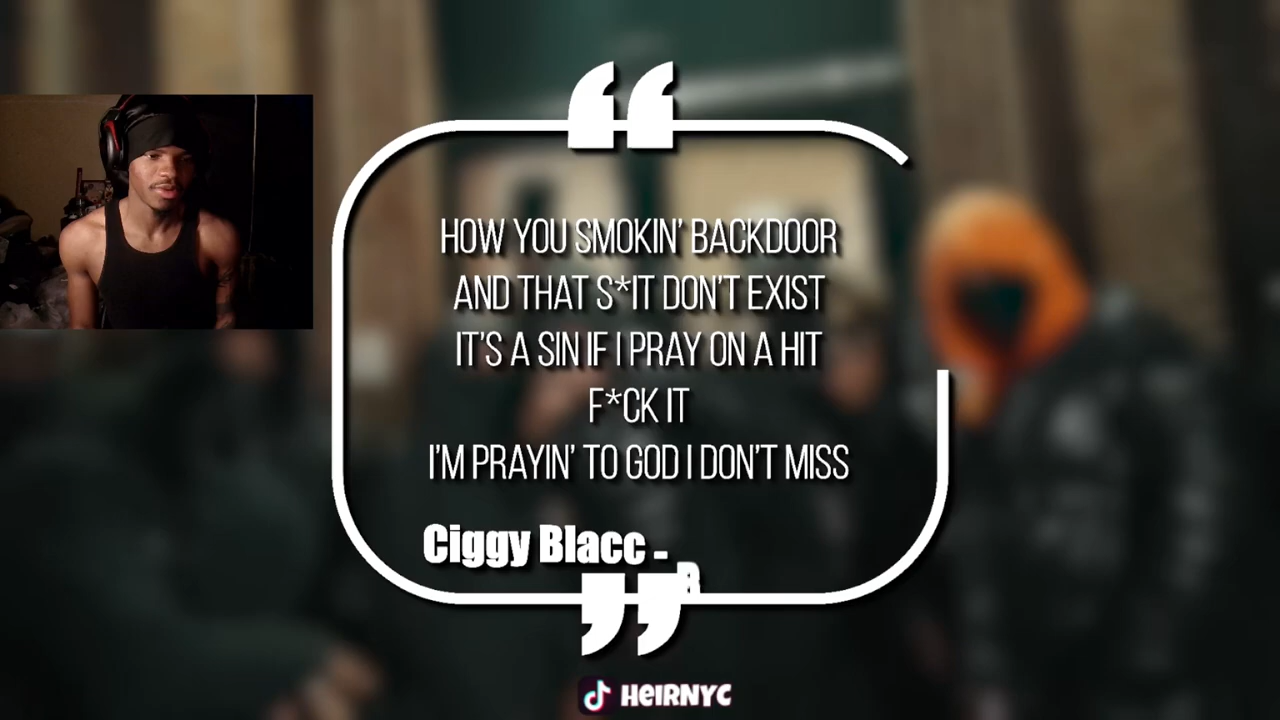 HOW YOU SMOKIN' BACKDOOR
AND THAT S*IT DON'T EXIST
IT'S A SIN IF I PRAY ON A HIT
F*CK IT
I'M PRAYIN' TO GOD I DON'T MISS
Ciggy Blacc -
HEIRNYC